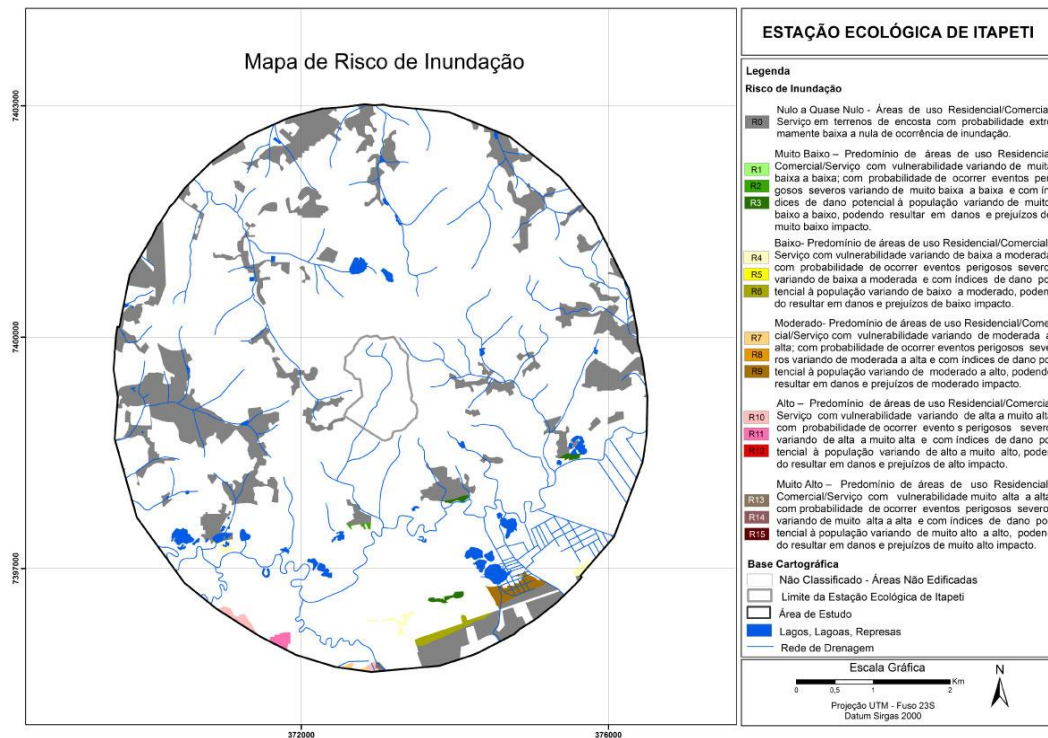 Mapa de Risco de Inundação
7403000
7400000
7397000
372000
376000
ESTAÇÃO ECOLÓGICA DE ITAPETI
Legenda
Risco de Inundação
R0
Nulo a Quase Nulo - Áreas de uso Residencial/Comercial
Serviço em terrenos de encosta com probabilidade extre
mamente baixa a nula de ocorrência de inundação.
R1
R2
R3
Muito Baixo – Predomínio de áreas de uso Residencial
Comercial/Serviço com vulnerabilidade variando de muito
baixa a baixa; com probabilidade de ocorrer eventos peri
gosos severos variando de muito baixa a baixa e com ín
dices de dano potencial à população variando de muito
baixo a baixo, podendo resultar em danos e prejuízos de
muito baixo impacto.
R4
R5
R6
Baixo- Predomínio de áreas de uso Residencial/Comercial
Serviço com vulnerabilidade variando de baixa a moderada
com probabilidade de ocorrer eventos perigosos severo
variando de baixa a moderada e com índices de dano po
tencial à população variando de baixo a moderado, poden
do resultar em danos e prejuízos de baixo impacto.
R7
R8
R9
Moderado- Predomínio de áreas de uso Residencial/Comer
cial/Serviço com vulnerabilidade variando de moderada a
alta; com probabilidade de ocorrer eventos perigosos seve
ros variando de moderada a alta e com índices de dano po
tencial à população variando de moderado a alto, podendo
resultar em danos e prejuízos de moderado impacto.
R10
R11
R12
Alto – Predomínio de áreas de uso Residencial/Comercial
Serviço com vulnerabilidade variando de alta a muito alta
com probabilidade de ocorrer evento s perigosos severo
variando de alta a muito alta e com índices de dano po
tencial à população variando de alto a muito alto, poden
do resultar em danos e prejuízos de alto impacto.
R13
R14
R15
Muito Alto – Predomínio de áreas de uso Residencial
Comercial/Serviço com vulnerabilidade muito alta a alta
com probabilidade de ocorrer eventos perigosos severo
variando de muito alta a alta e com índices de dano po
tencial à população variando de muito alto a alto, poden
do resultar em danos e prejuízos de muito alto impacto.
Base Cartográfica
Não Classificado - Áreas Não Edificadas
Limite da Estação Ecológica de Itapeti
Área de Estudo
Lagos, Lagoas, Represas
Rede de Drenagem
Escala Gráfica
Km
0 0,5 1 2
N
Projeção UTM - Fuso 23S
Datum Sirgas 2000